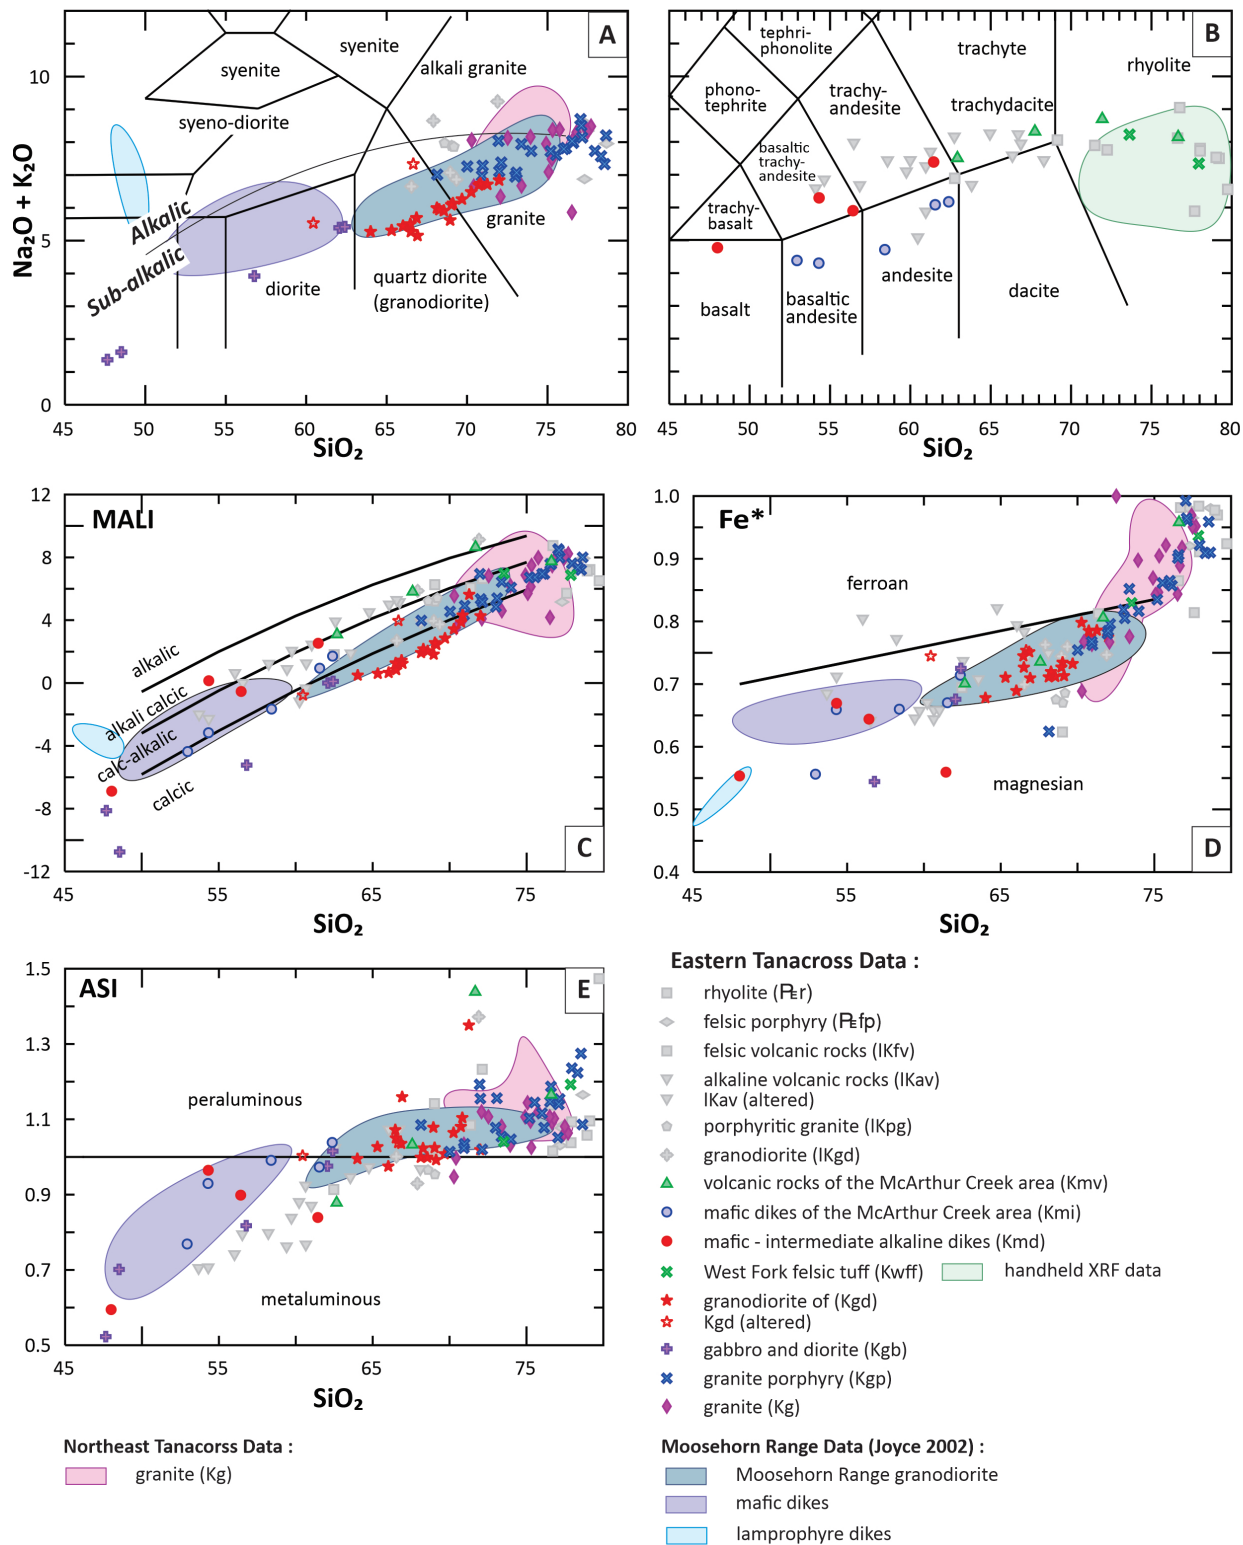 A
syenite
alkali granite
syenite
syeno-diorite
Alkalic
Sub-alkalic
granite
diorite
quartz diorite
(granodiorite)
10
5
0
Na₂O + K₂O
45 50 55 60 65 70 75 80
SiO₂
B
tephri-
phonolite
trachyte
rhyolite
phono-
tephrite
trachy-
andesite
trachydacite
basaltic
trachy-
andesite
trachy-
basalt
basalt
basaltic
andesite
andesite
dacite
45 50 55 60 65 70 75 80
SiO₂
MALI
12
8
4
0
-4
-8
-12
alkalic
alkali calcic
calc-alkalic
calcic
C
45 55 65 75
SiO₂
Fe*
1.0
0.9
0.8
0.7
0.6
0.5
0.4
ferroan
magnesian
D
45 55 65 75
SiO₂
ASI
E
1.5
1.3
1.1
0.9
0.7
0.5
peraluminous
metaluminous
45 55 65 75
SiO₂
Eastern Tanacross Data :
felsic volcanic rocks (lKfv)
alkaline volcanic rocks (lKav)
lKav (altered)
porphyritic granite (lKpg)
granodiorite (lKgd)
volcanic rocks of the McArthur Creek area (Kmv)
mafic dikes of the McArthur Creek area (Kmi)
mafic - intermediate alkaline dikes (Kmd)
West Fork felsic tuff (Kwff) handheld XRF data
granodiorite of (Kgd)
Kgd (altered)
gabbro and diorite (Kgb)
granite porphyry (Kgp)
granite (Kg)
Northeast Tanacorss Data :
granite (Kg)
Moosehorn Range Data (Joyce 2002) :
Moosehorn Range granodiorite
mafic dikes
lamprophyre dikes
rhyolite
felsic porphyry